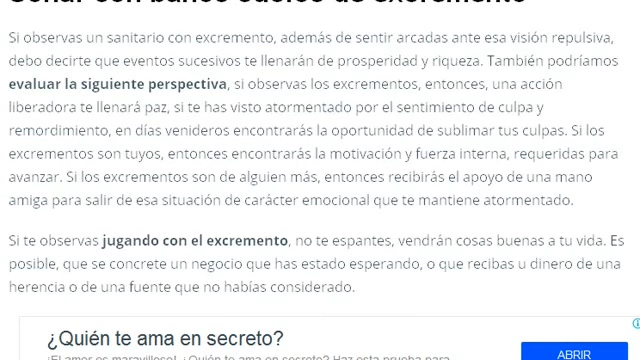 Si observas un sanitario con excremento, además de sentir arcadas ante esa visión repulsiva,
debo decirte que eventos sucesivos te llenarán de prosperidad y riqueza. También podríamos
evaluar la siguiente perspectiva, si observas los excrementos, entonces, una acción
liberadora te llenará paz, si te has visto atormentado por el sentimiento de culpa y
remordimiento, en días venideros encontrarás la oportunidad de sublimar tus culpas. Si los
excrementos son tuyos, entonces encontrarás la motivación y fuerza interna, requeridas para
avanzar. Si los excrementos son de alguien más, entonces recibirás el apoyo de una mano
amiga para salir de esa situación de carácter emocional que te mantiene atormentado.
Si te observas jugando con el excremento, no te espantes, vendrán cosas buenas a tu vida. Es
posible, que se concrete un negocio que has estado esperando, o que recibas u dinero de una
herencia o de una fuente que no habías considerado.
¿Quién te ama en secreto?
ABRIR